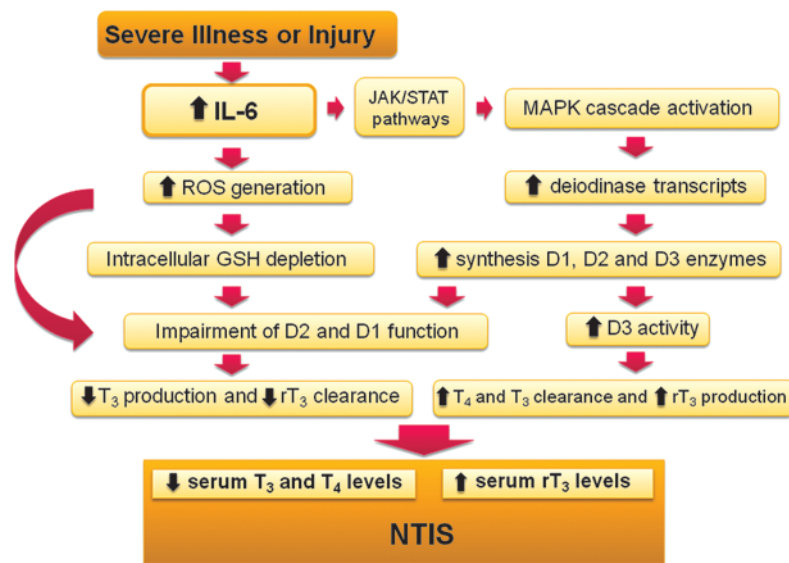 Severe Illness or Injury
⬆ IL-6
JAK/STAT
pathways
MAPK cascade activation
⬆ ROS generation
⬆ deiodinase transcripts
Intracellular GSH depletion
⬆ synthesis D1, D2 and D3 enzymes
Impairment of D2 and D1 function
⬆ D3 activity
⬇T₃ production and ⬇rT₃ clearance
⬆ T₄ and T₃ clearance and ⬆ rT₃ production
⬇ serum T₃ and T₄ levels
⬆ serum rT₃ levels
NTIS